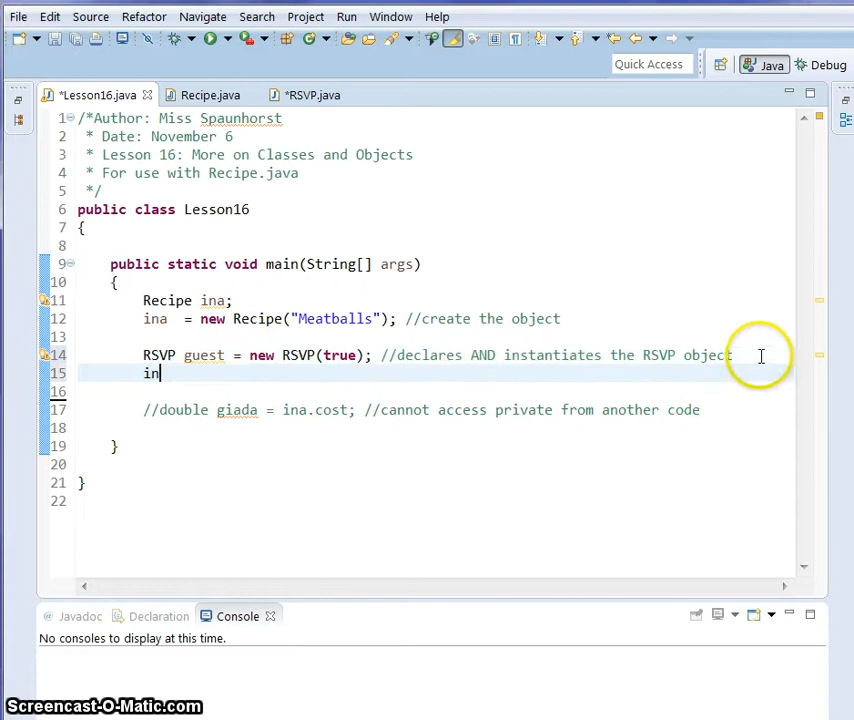 File Edit Source Refactor Navigate Search Project Run Window Help
Quick Access Java Debug
*Lesson16.java Recipe.java *RSVP.java
1 /*Author: Miss Spaunhorst
2 * Date: November 6
3 * Lesson 16: More on Classes and Objects
4 * For use with Recipe.java
5 */
6 public class Lesson16
7 {
8
9 public static void main(String[] args)
10 {
11 Recipe ina;
12 ina = new Recipe("Meatballs"); //create the object
13
14 RSVP guest = new RSVP(true); //declares AND instantiates the RSVP object
15 in
16
17 //double giada = ina.cost; //cannot access private from another code
18
19 }
20
21 }
22
Javadoc Declaration Console
No consoles to display at this time.
Screencast-O-Matic.com